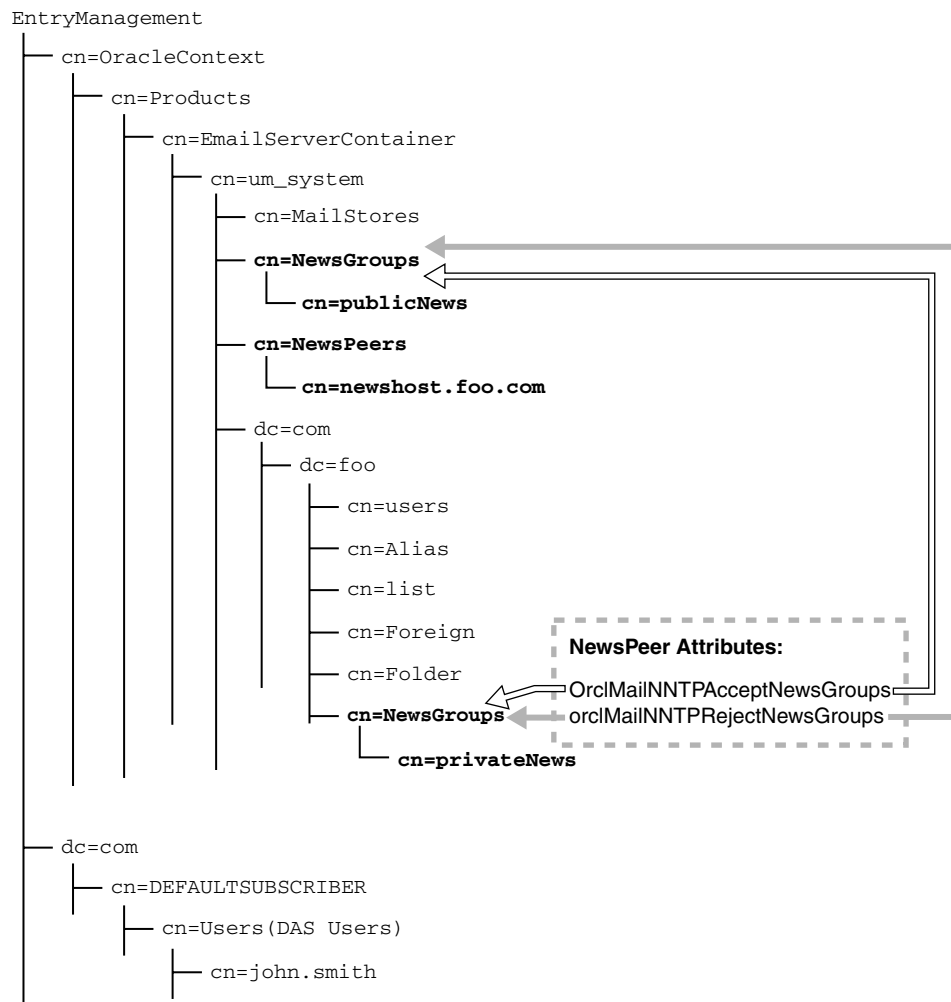 EntryManagement
cn=OracleContext
cn=Products
cn=EmailServerContainer
cn=um_system
cn=MailStores
cn=NewsGroups
cn=publicNews
cn=NewsPeers
cn=newshost.foo.com
dc=com
dc=foo
cn=users
cn=Alias
cn=list
cn=Foreign
cn=Folder
cn=NewsGroups
cn=privateNews
NewsPeer Attributes:
OrclMailNNTPAcceptNewsGroups
orclMailNNTPRejectNewsGroups
dc=com
cn=DEFAULTSUBSCRIBER
cn=Users(DAS Users)
cn=john.smith